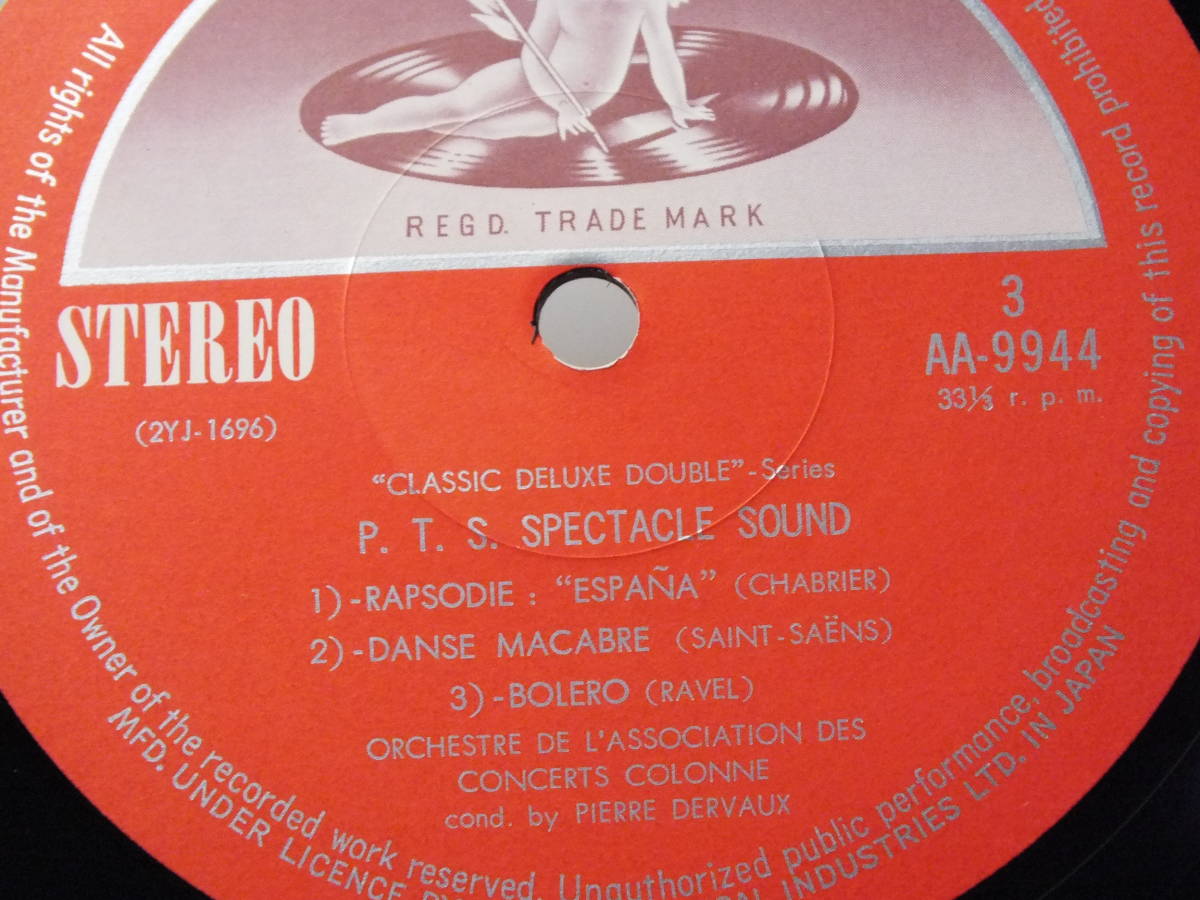 REGD. TRADE MARK
STEREO
(2YJ-1696)
3
AA-9944
33⅓ r. p. m.
"CLASSIC DELUXE DOUBLE"-Series
P. T. S. SPECTACLE SOUND
1)-RAPSODIE : "ESPAÑA" (CHABRIER)
2)-DANSE MACABRE (SAINT-SAËNS)
3)-BOLERO (RAVEL)
ORCHESTRE DE L'ASSOCIATION DES
CONCERTS COLONNE
cond. by PIERRE DERVAUX
All rights of the Manufacturer and of the Owner of the recorded work reserved. Unauthorized public performance, broadcasting and copying of this record prohibited
MFD. UNDER LICENCE INDUSTRIES LTD. IN JAPAN